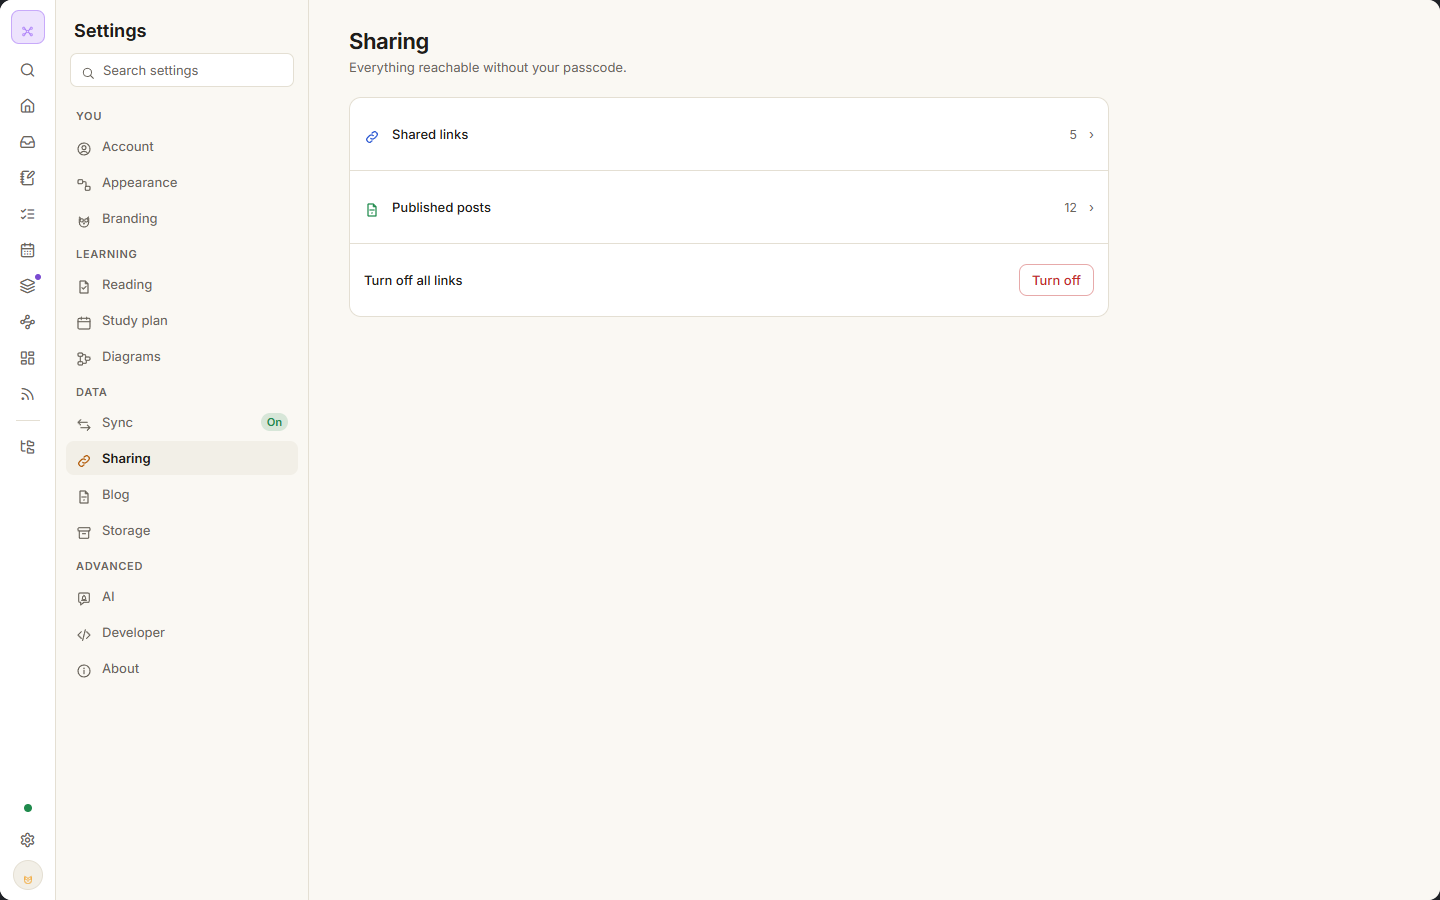 Settings
Search settings
YOU
Account
Appearance
Branding
LEARNING
Reading
Study plan
Diagrams
DATA
Sync On
Sharing
Blog
Storage
ADVANCED
AI
Developer
About
Sharing
Everything reachable without your passcode.
Shared links 5
Published posts 12
Turn off all links Turn off